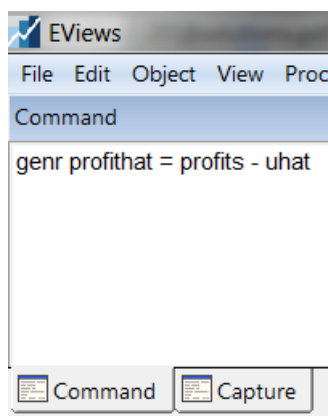 EViews
File Edit Object View Proc
Command
genr profithat = profits - uhat
Command Capture